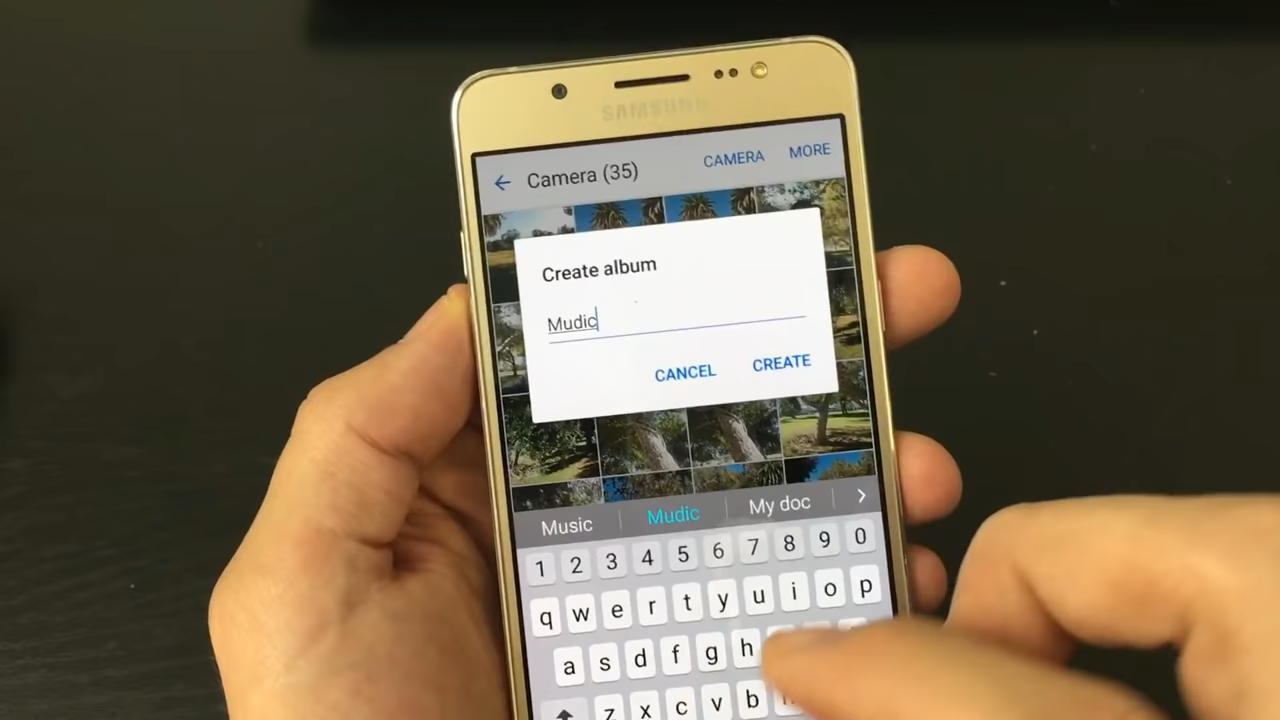 SAMSUNG
Camera (35) CAMERA MORE
Create album
Mudic
CANCEL CREATE
Music Mudic My doc
1 2 3 4 5 6 7 8 9 0
q w e r t y u i o p
a s d f g h
z x c v b